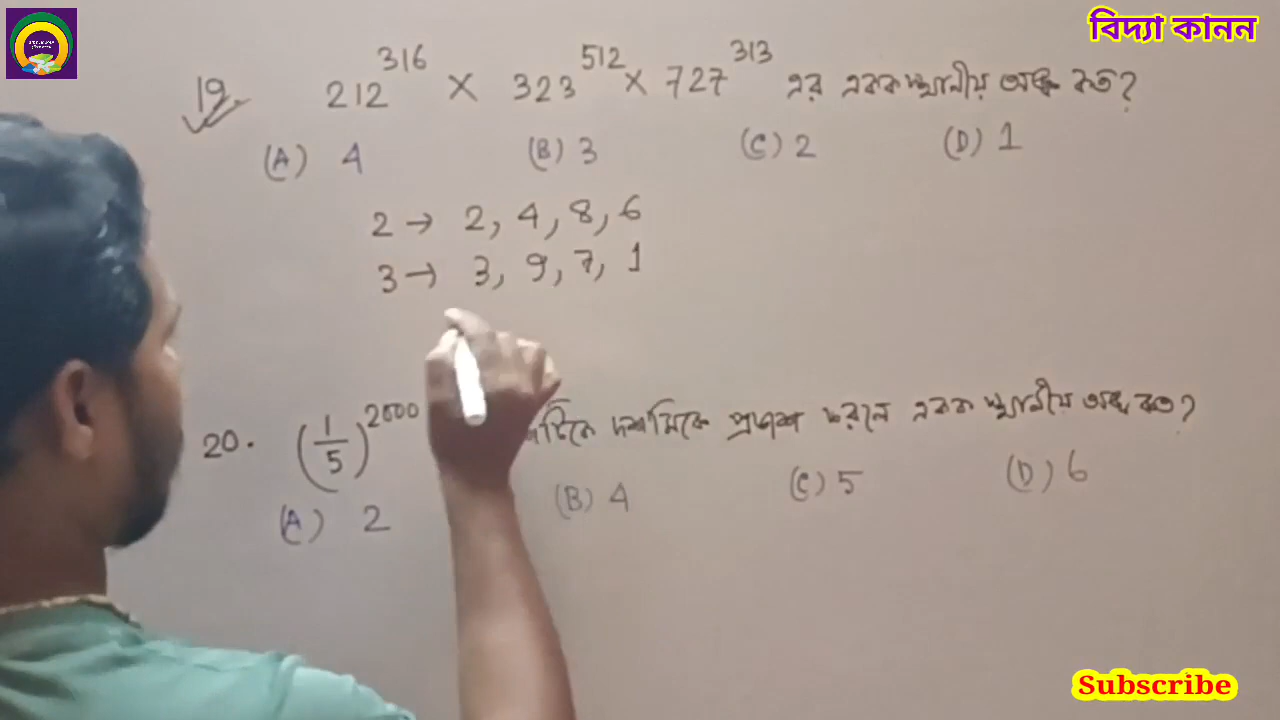 বিদ্যা কানন
19. 212^316 × 323^512 × 727^313 এর একক স্থানীয় অঙ্ক কত?
(A) 4 (B) 3 (C) 2 (D) 1
2 → 2, 4, 8, 6
3 → 3, 9, 7, 1
20. (1/5)^2000 দশমিকে প্রকাশ করলে একক স্থানীয় অঙ্ক কত?
(A) 2 (B) 4 (C) 5 (D) 6
Subscribe